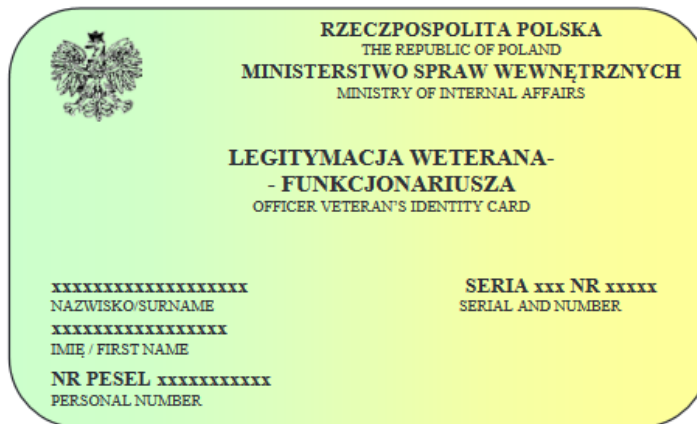 RZECZPOSPOLITA POLSKA
THE REPUBLIC OF POLAND
MINISTERSTWO SPRAW WEWNĘTRZNYCH
MINISTRY OF INTERNAL AFFAIRS
LEGITYMACJA WETERANA-
- FUNKCJONARIUSZA
OFFICER VETERAN'S IDENTITY CARD
xxxxxxxxxxxxxxxxxxx
NAZWISKO/SURNAME
xxxxxxxxxxxxxxxxx
IMIĘ / FIRST NAME
NR PESEL xxxxxxxxxxx
PERSONAL NUMBER
SERIA xxx NR xxxxx
SERIAL AND NUMBER